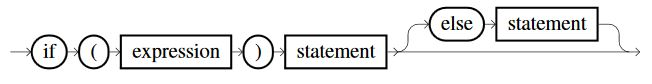 else statement
if ( expression ) statement